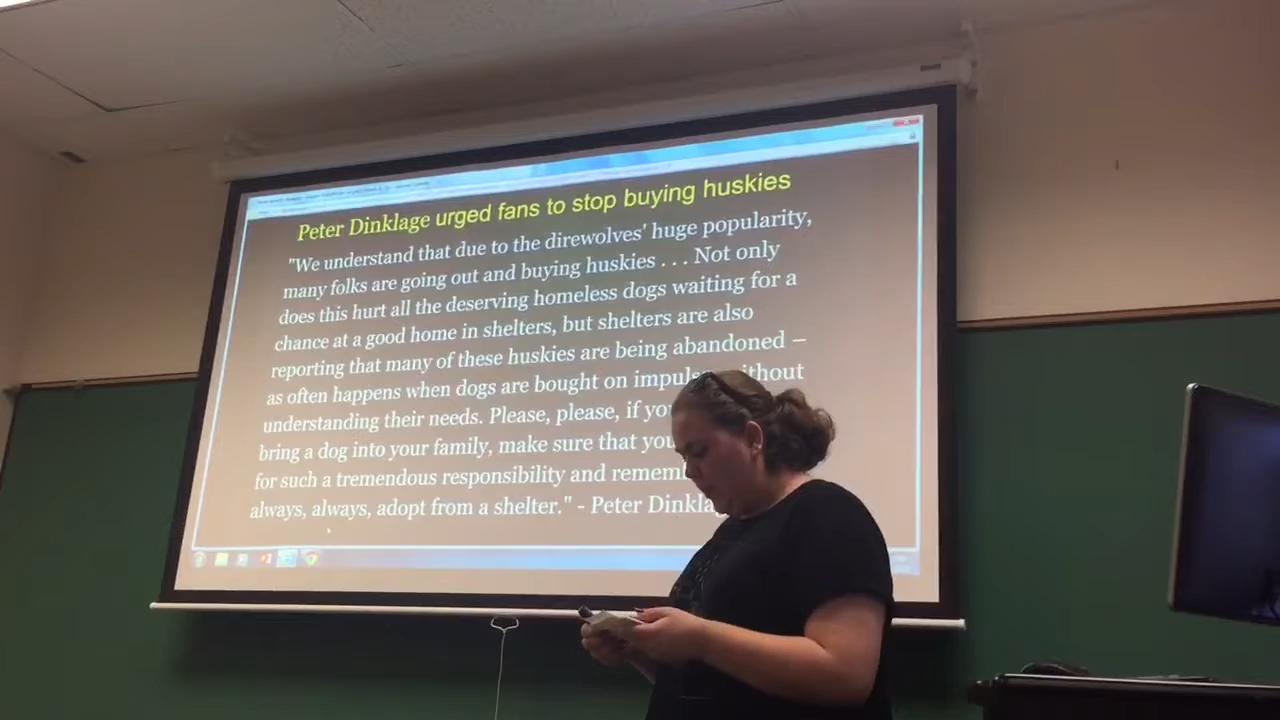 Peter Dinklage urged fans to stop buying huskies
"We understand that due to the direwolves' huge popularity,
many folks are going out and buying huskies . . . Not only
does this hurt all the deserving homeless dogs waiting for a
chance at a good home in shelters, but shelters are also
reporting that many of these huskies are being abandoned –
as often happens when dogs are bought on impulse without
understanding their needs. Please, please, if you
bring a dog into your family, make sure that you
for such a tremendous responsibility and
always, always, adopt from a shelter." - Peter